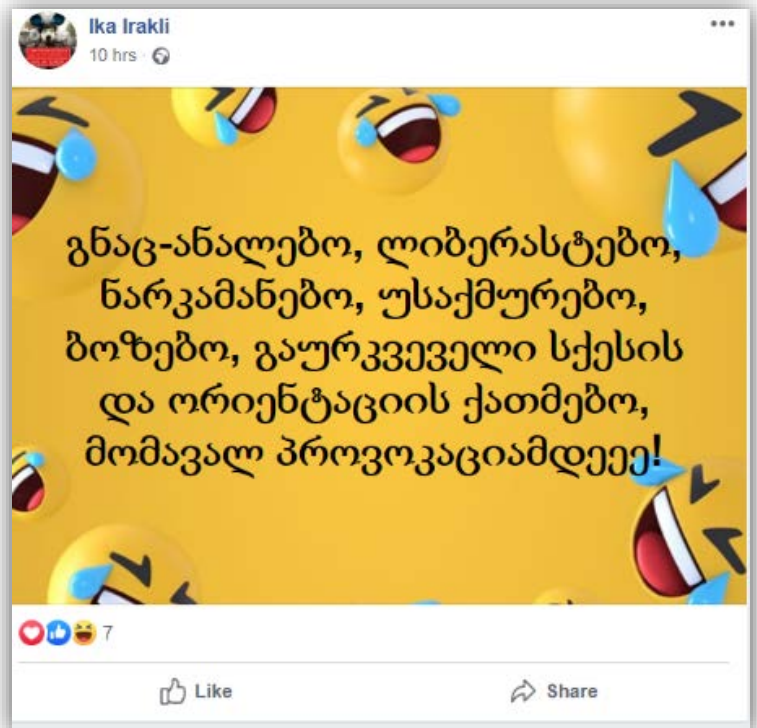 Ika Irakli
10 hrs
გნაც-ანალებო, ლიბერასტებო,
ნარკამანებო, უსაქმურებო,
ბოზებო, გაურკვეველი სქესის
და ორიენტაციის ქათმებო,
მომავალ პროვოკაციამდეეე!
7
Like Share